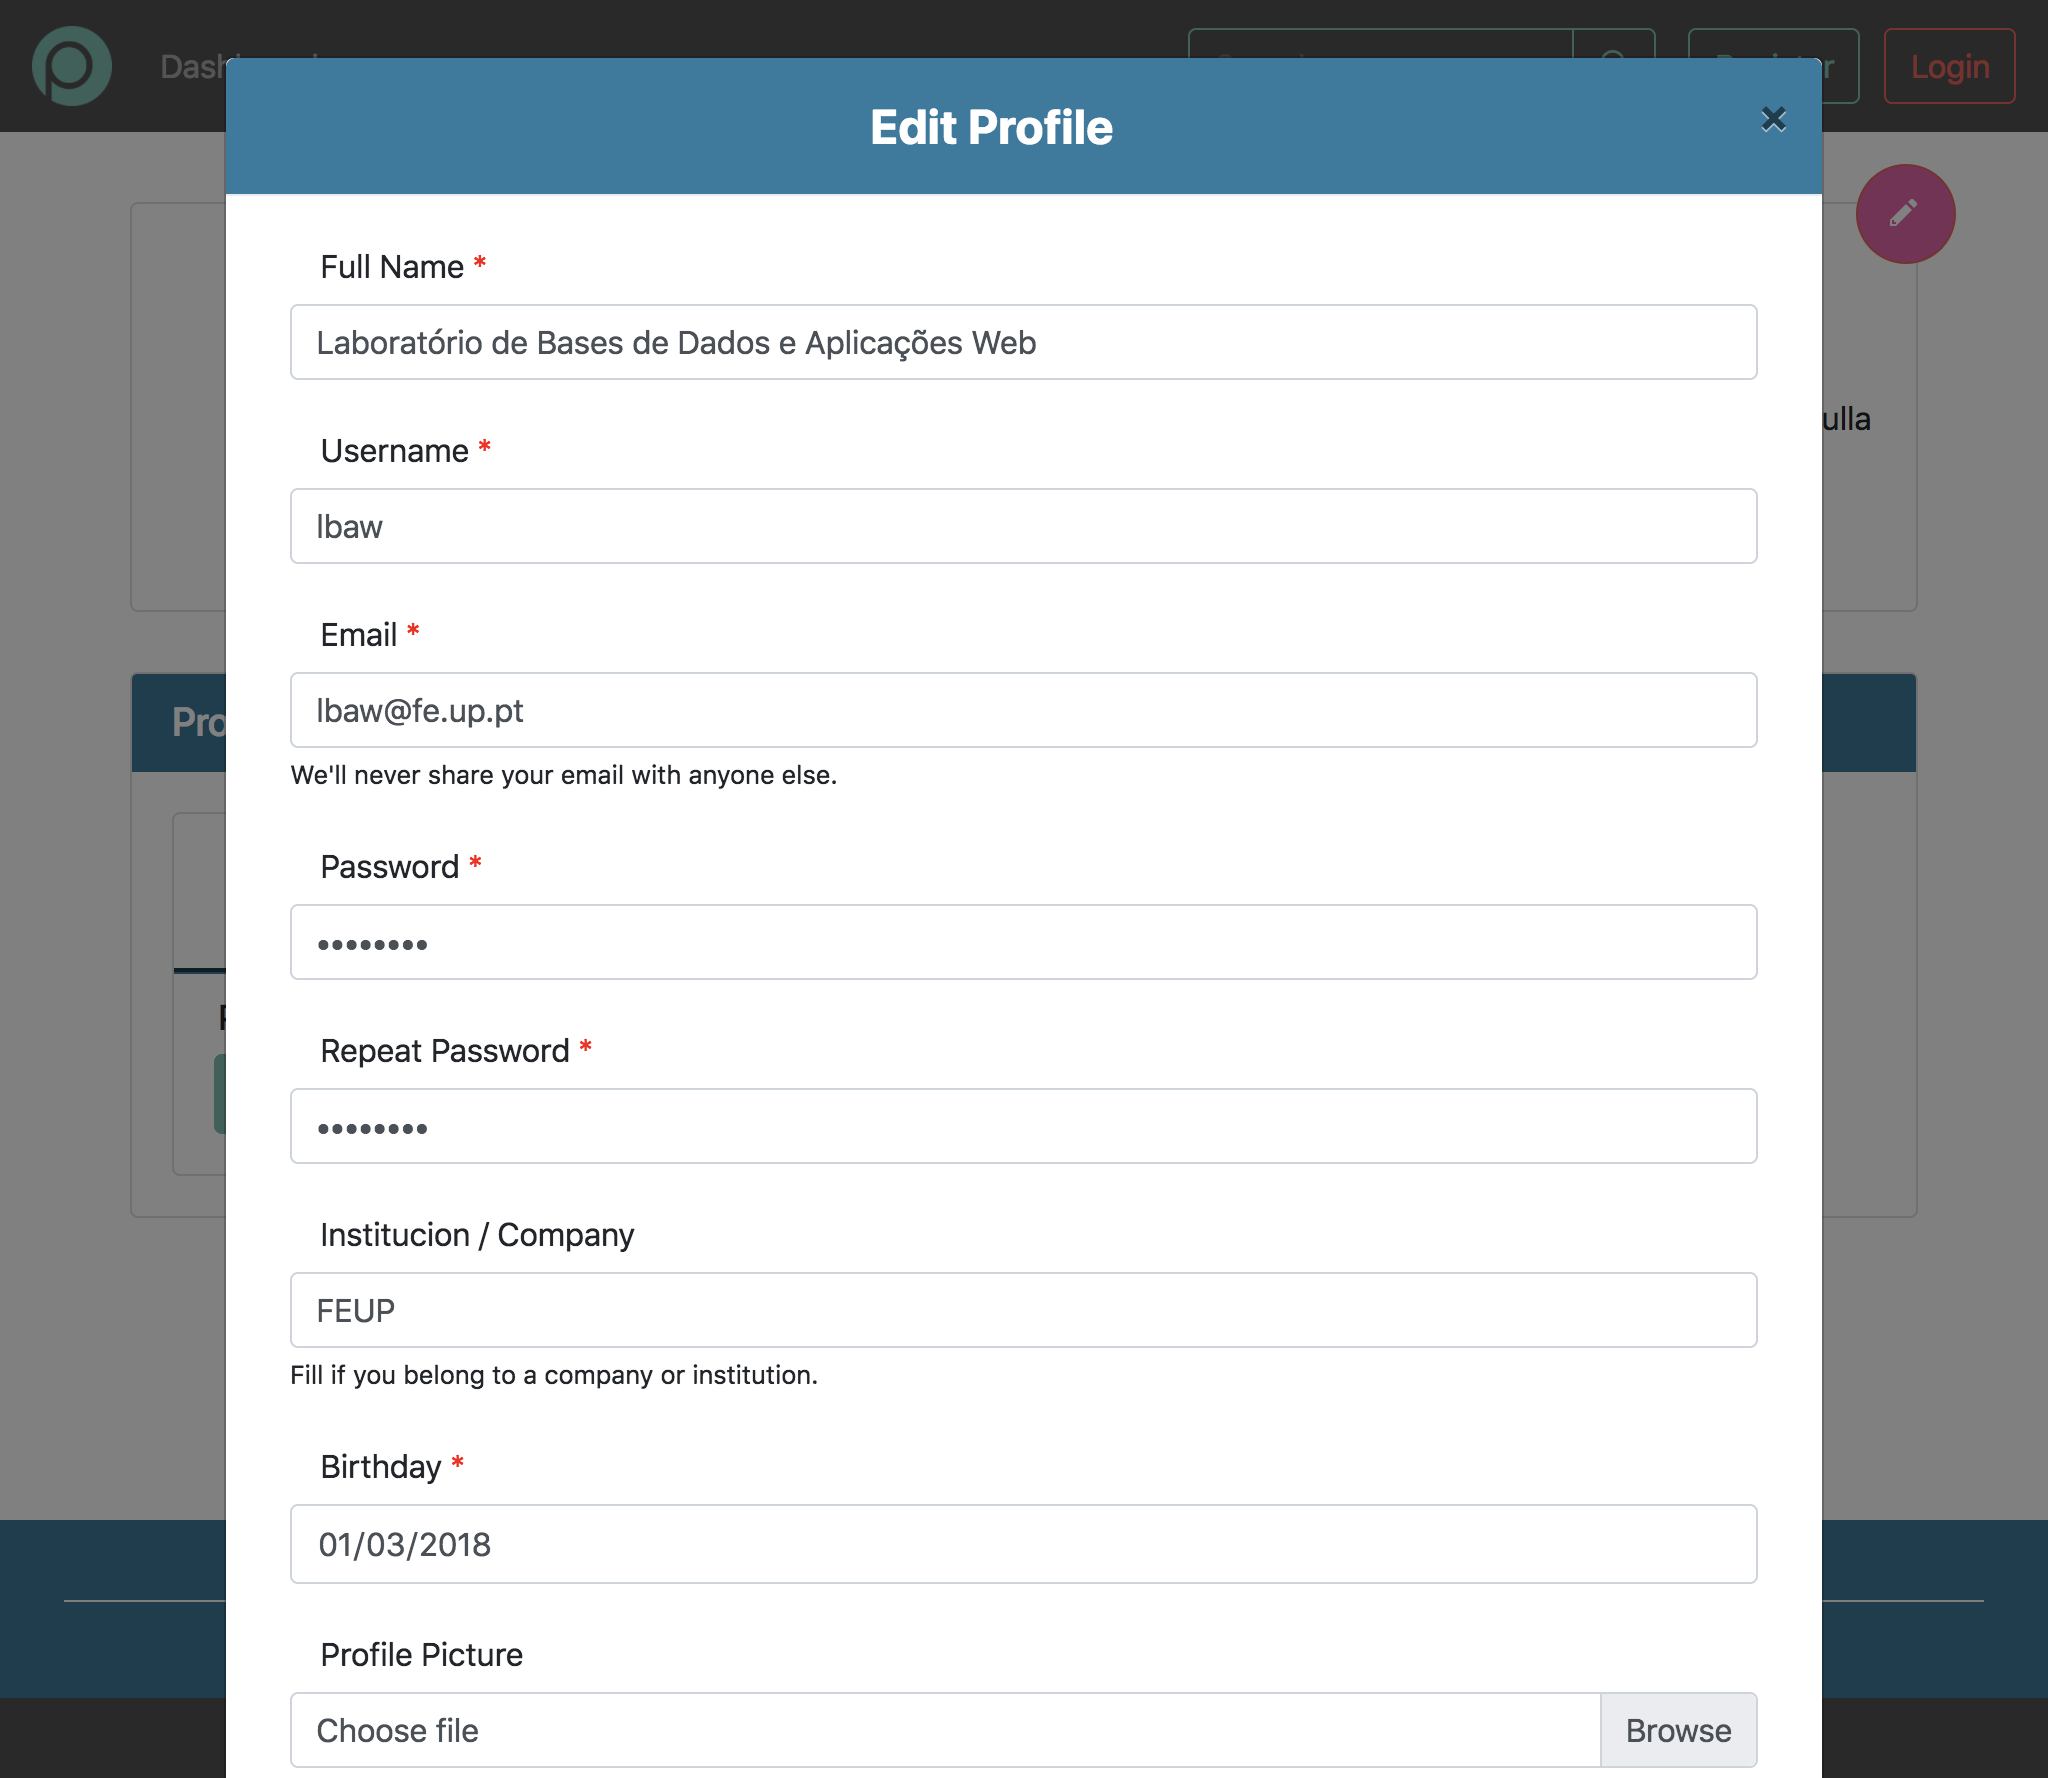 Login
Edit Profile
Full Name *
Laboratório de Bases de Dados e Aplicações Web
ulla
Username *
lbaw
Email *
lbaw@fe.up.pt
We'll never share your email with anyone else.
Password *
••••••••
Repeat Password *
••••••••
Institucion / Company
FEUP
Fill if you belong to a company or institution.
Birthday *
01/03/2018
Profile Picture
Choose file
Browse